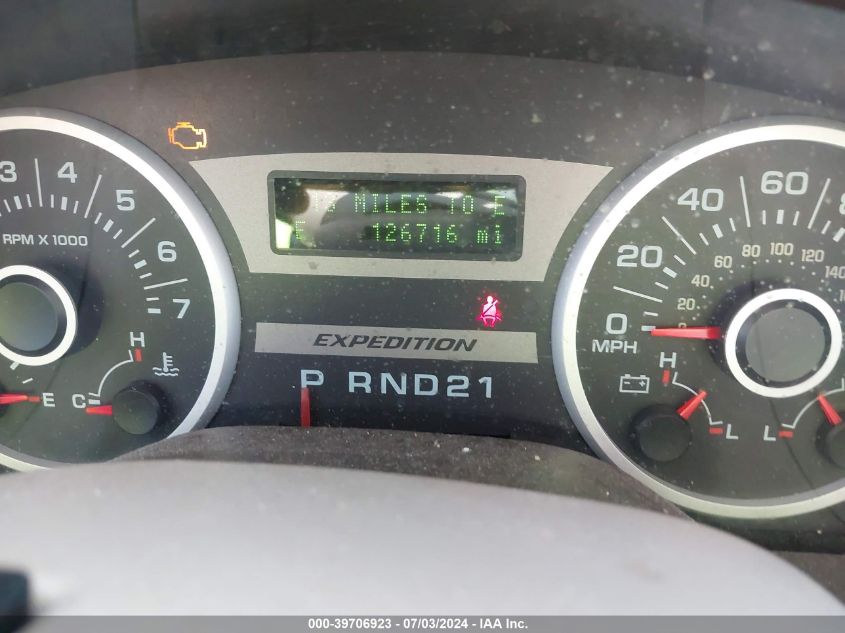 3 4 5 6 7
RPM X 1000
H
E C
MILES TO E
E 126716 mi
EXPEDITION
P RND21
0 20 40 60
0 20 40 60 80 100 120 140
MPH
H
L
L
000-39706923 - 07/03/2024 - IAA, Inc.